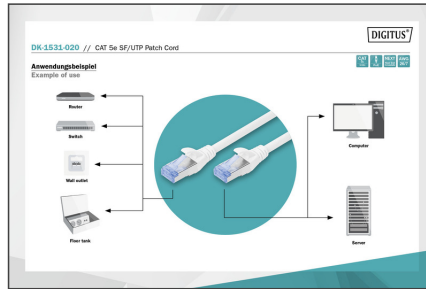 DIGITUS®
DK-1531-020 // CAT 5e SF/UTP Patch Cord
Anwendungsbeispiel
Example of use
Router
Switch
Wall outlet
Floor tank
Computer
Server